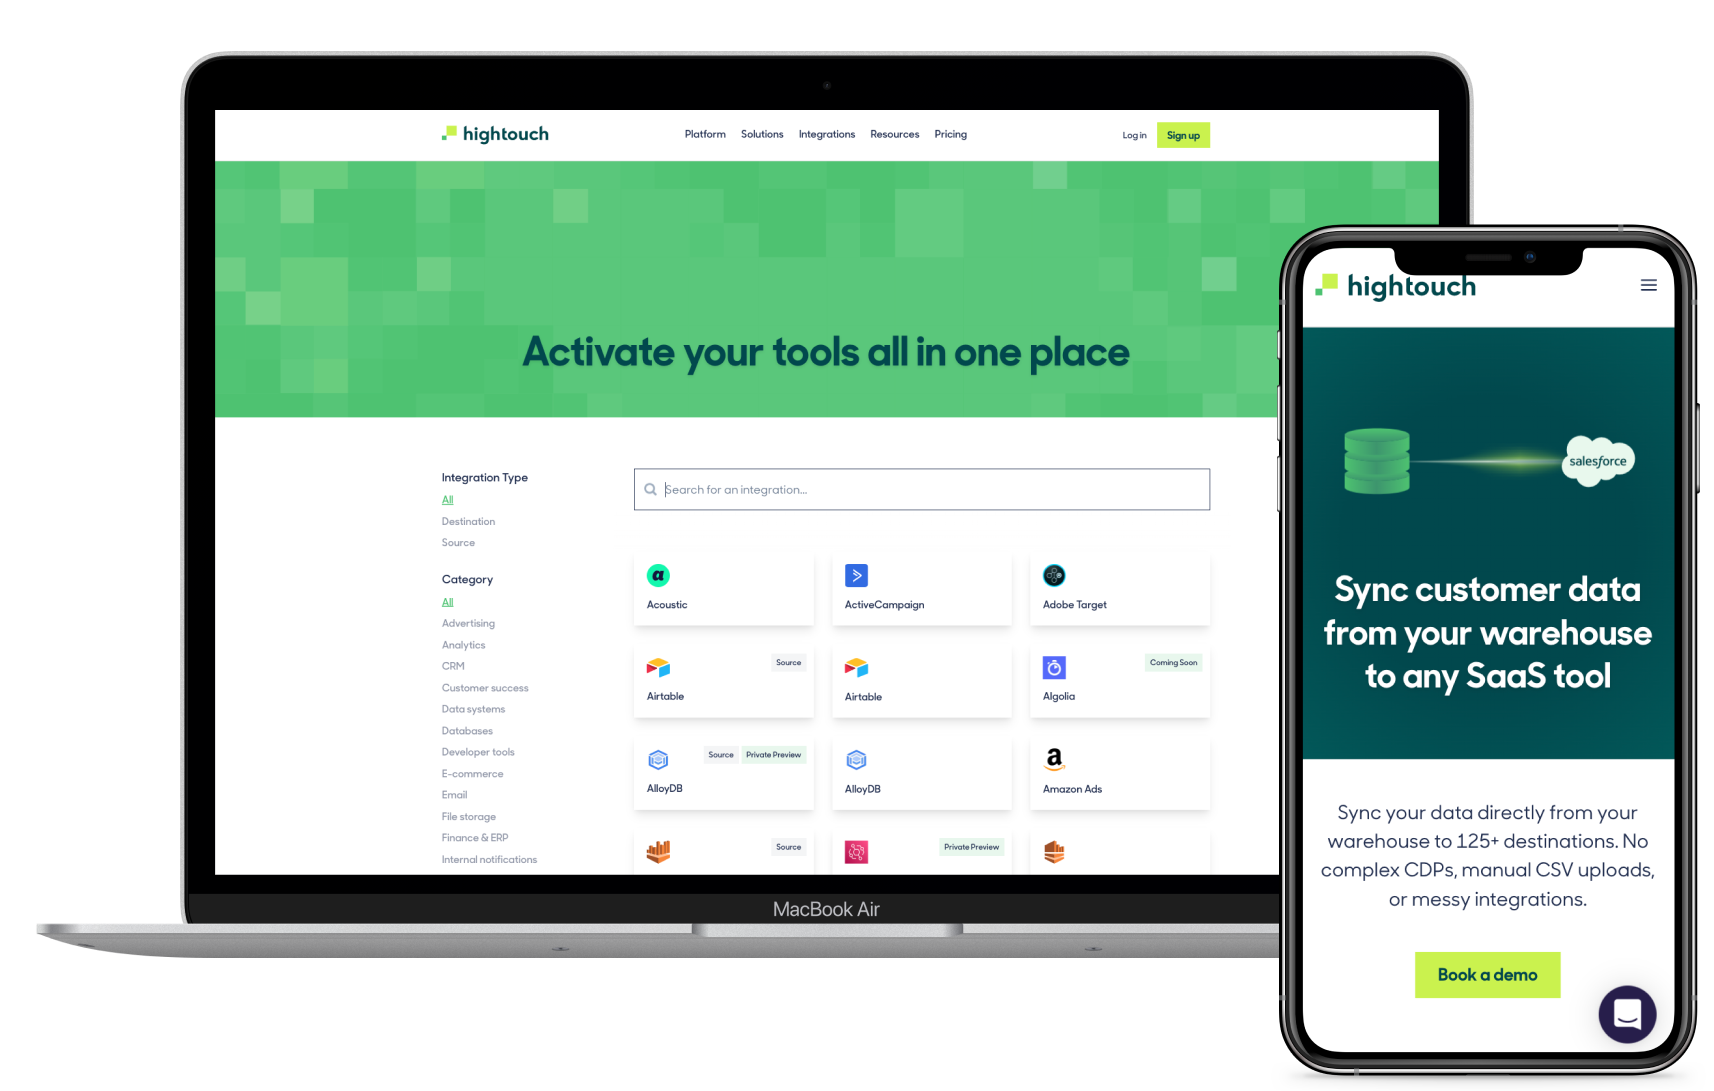 hightouch
Platform Solutions Integrations Resources Pricing
Log in Sign up
Activate your tools all in one place
Integration Type
All
Destination
Source
Category
All
Advertising
Analytics
CRM
Customer success
Data systems
Databases
Developer tools
E-commerce
Email
File storage
Finance & ERP
Internal notifications
Search for an integration...
Acoustic
ActiveCampaign
Adobe Target
Source
Airtable
Airtable
Coming Soon
Algolia
Source Private Preview
AlloyDB
AlloyDB
Amazon Ads
Source
Private Preview
MacBook Air
hightouch
salesforce
Sync customer data
from your warehouse
to any SaaS tool
Sync your data directly from your
warehouse to 125+ destinations. No
complex CDPs, manual CSV uploads,
or messy integrations.
Book a demo